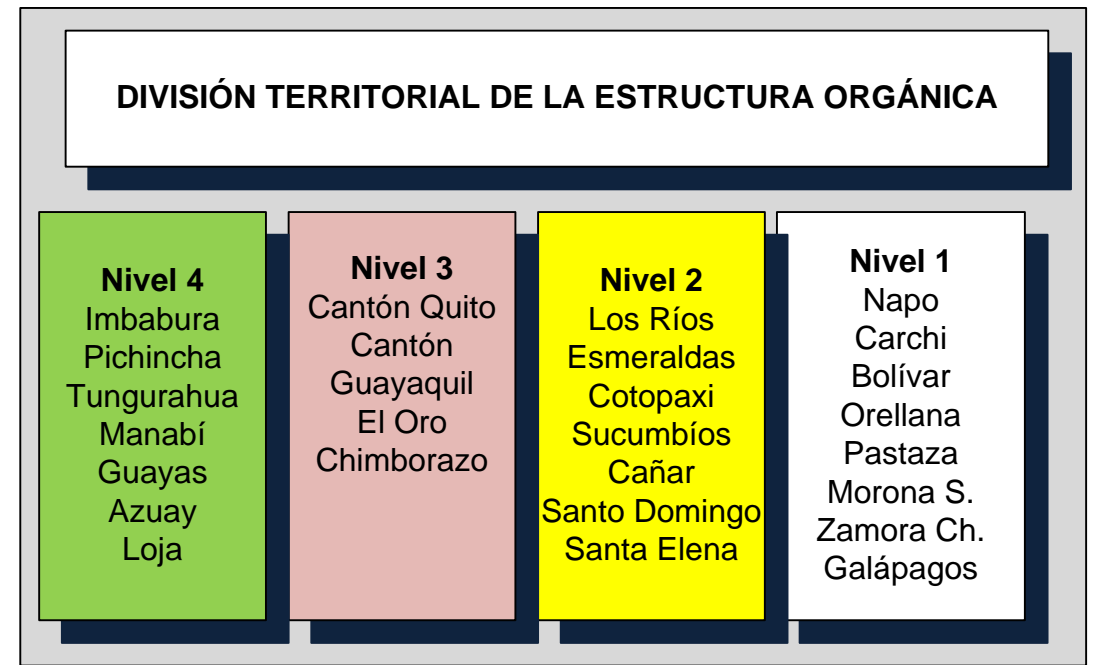 DIVISIÓN TERRITORIAL DE LA ESTRUCTURA ORGÁNICA
Nivel 4
Imbabura
Pichincha
Tungurahua
Manabí
Guayas
Azuay
Loja
Nivel 3
Cantón Quito
Cantón
Guayaquil
El Oro
Chimborazo
Nivel 2
Los Ríos
Esmeraldas
Cotopaxi
Sucumbíos
Cañar
Santo Domingo
Santa Elena
Nivel 1
Napo
Carchi
Bolívar
Orellana
Pastaza
Morona S.
Zamora Ch.
Galápagos